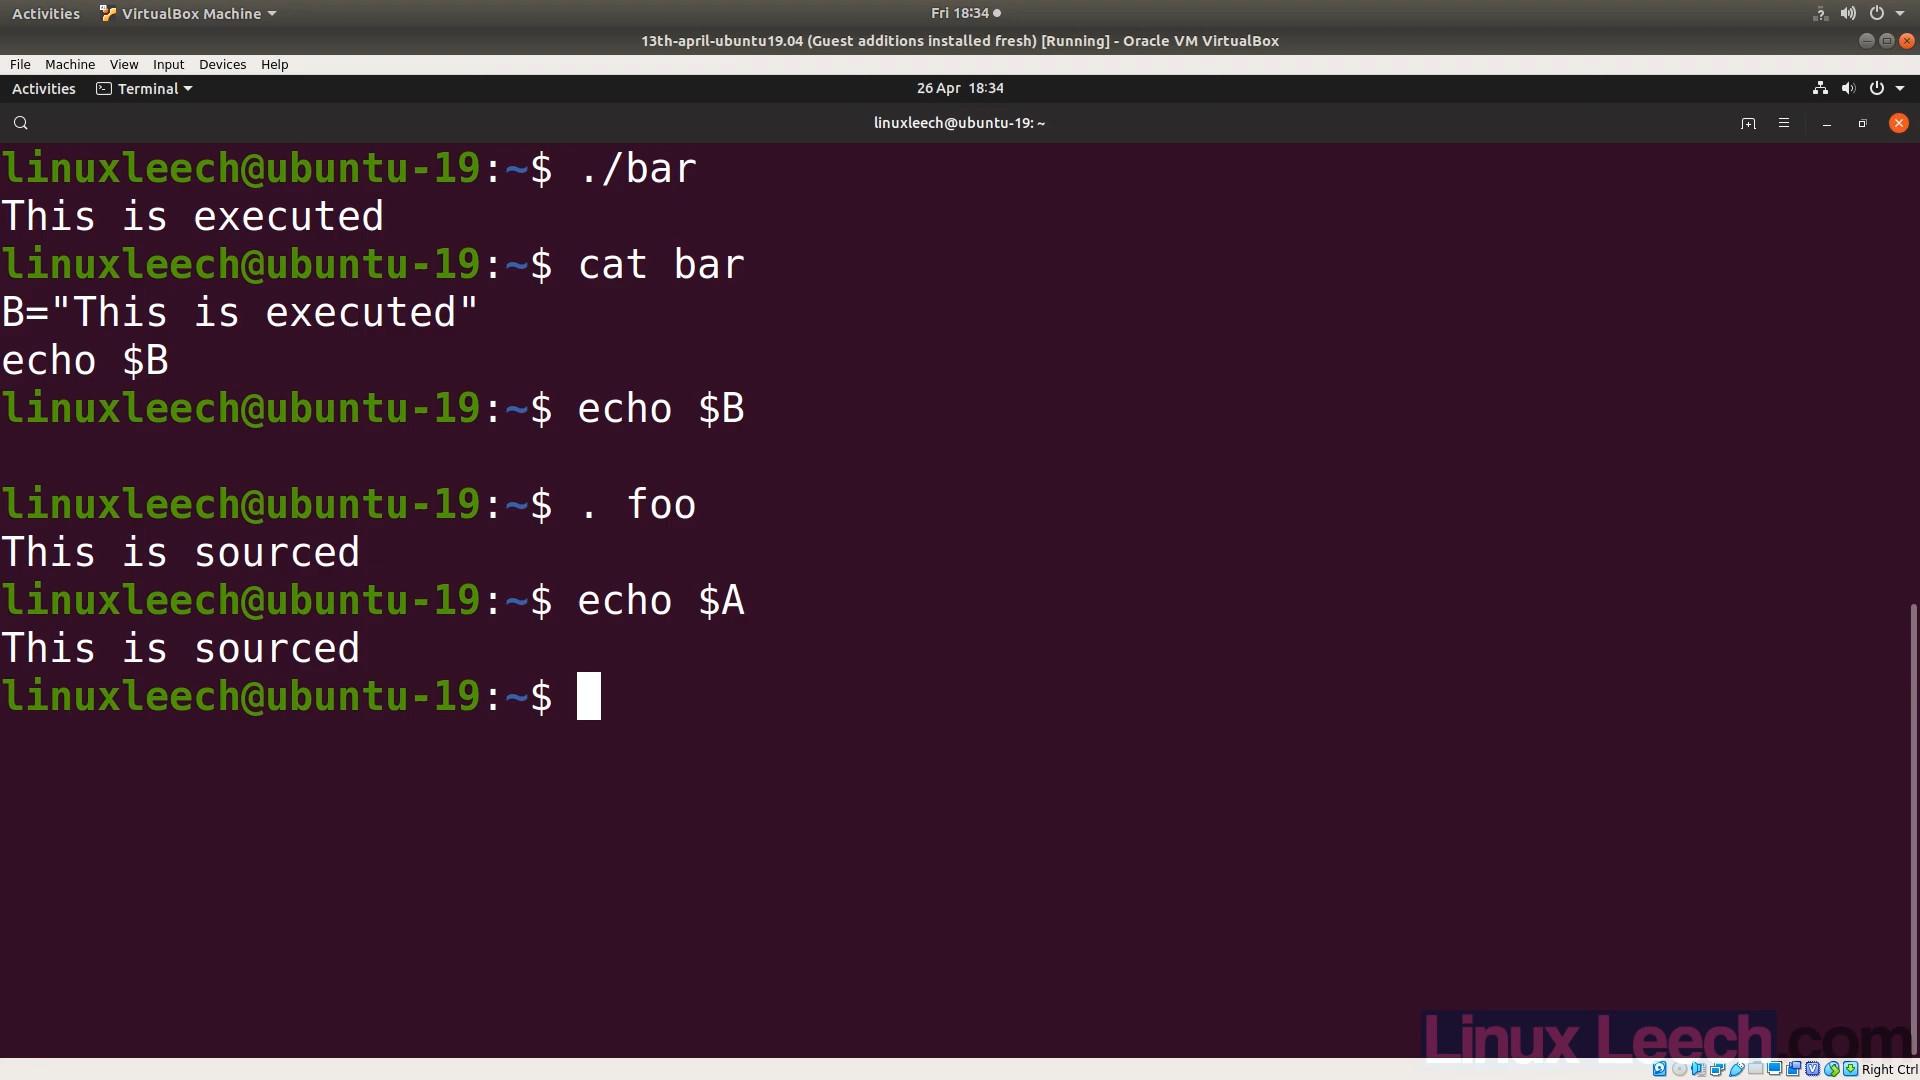 Activities VirtualBox Machine Fri 18:34
13th-april-ubuntu19.04 (Guest additions installed fresh) [Running] - Oracle VM VirtualBox
File Machine View Input Devices Help
Activities Terminal 26 Apr 18:34
linuxleech@ubuntu-19: ~
linuxleech@ubuntu-19:~$ ./bar
This is executed
linuxleech@ubuntu-19:~$ cat bar
B="This is executed"
echo $B
linuxleech@ubuntu-19:~$ echo $B
linuxleech@ubuntu-19:~$ . foo
This is sourced
linuxleech@ubuntu-19:~$ echo $A
This is sourced
linuxleech@ubuntu-19:~$
Linux Leech.com
Right Ctrl